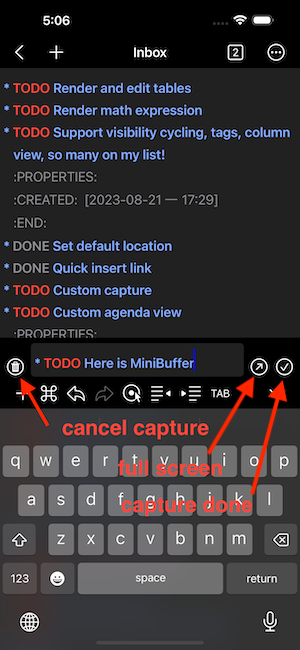 5:06
Inbox
2
* TODO Render and edit tables
* TODO Render math expression
* TODO Support visibility cycling, tags, column
view, so many on my list!
:PROPERTIES:
:CREATED: [2023-08-21 — 17:29]
:END:
* DONE Set default location
* DONE Quick insert link
* TODO Custom capture
* TODO Custom agenda view
:PROPERTIES:
* TODO Here is MiniBuffer
TAB
cancel capture
q w e r t y u i o p
full screen
a s d f g h j k l
capture done
z x c v b n m
123 space return